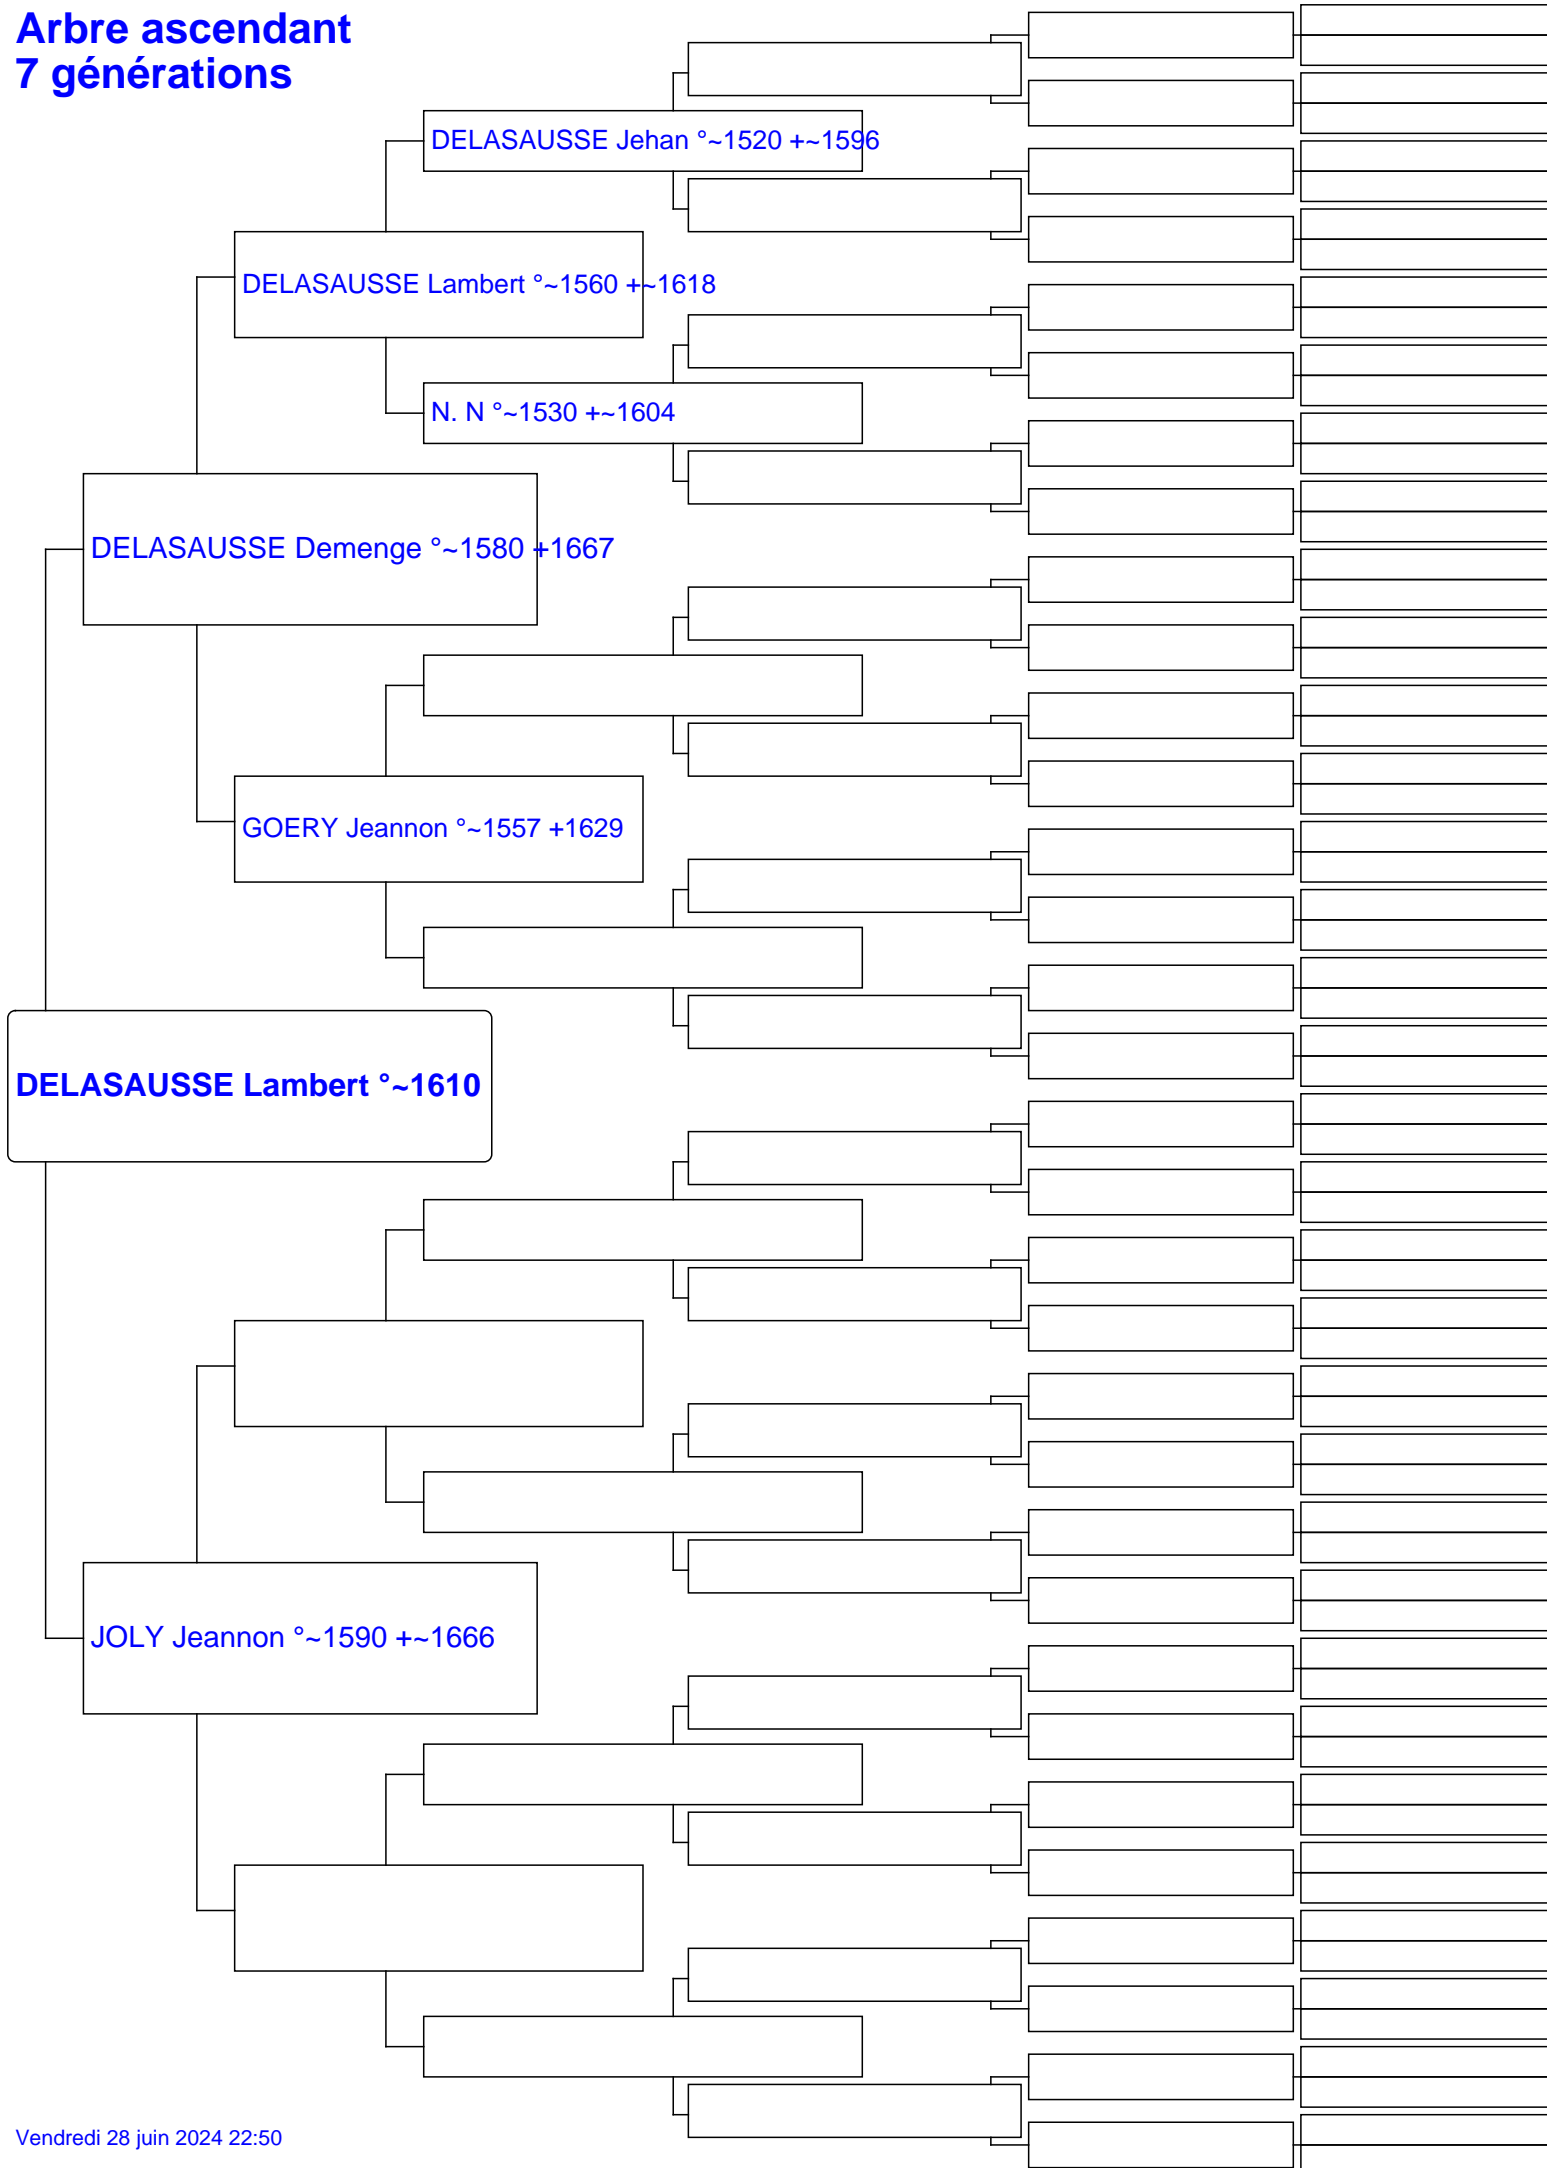 Arbre ascendant
7 générations
DELASAUSSE Jehan °~1520 +~1596
DELASAUSSE Lambert °~1560 +~1618
N. N °~1530 +~1604
DELASAUSSE Demenge °~1580 +1667
GOERY Jeannon °~1557 +1629
DELASAUSSE Lambert °~1610
JOLY Jeannon °~1590 +~1666
Vendredi 28 juin 2024 22:50